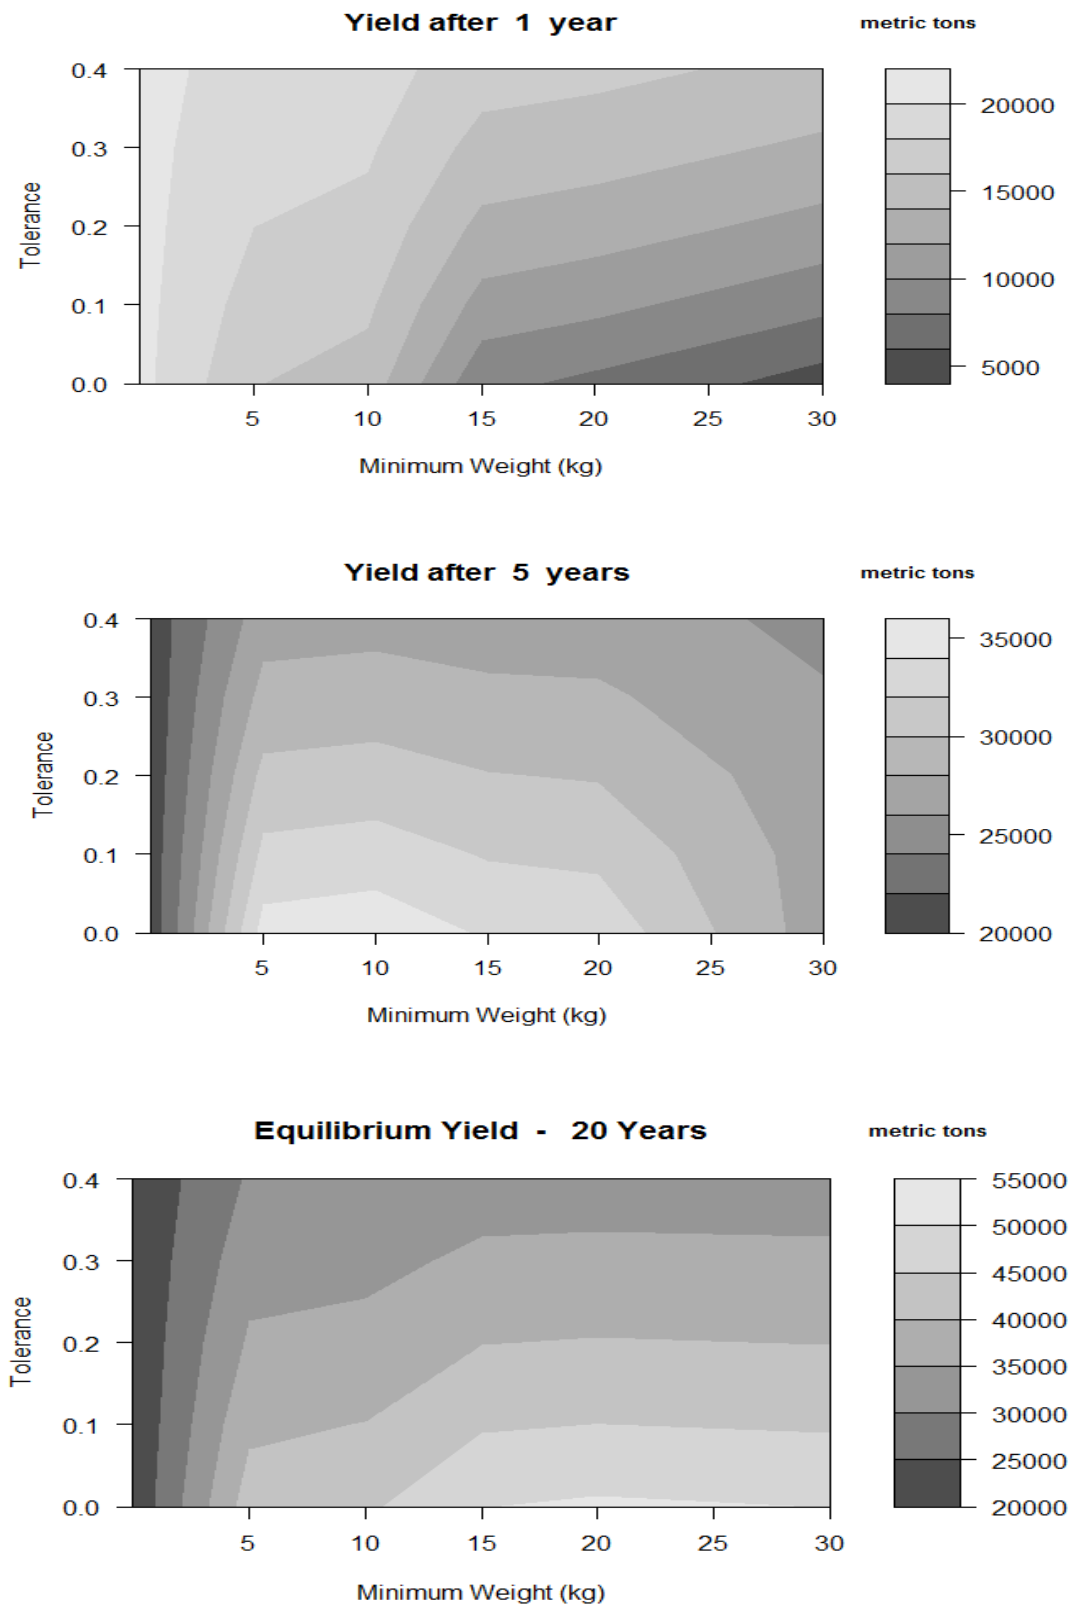 Yield after 1 year metric tons
0.4
0.3
0.2
0.1
0.0
Tolerance
5 10 15 20 25 30
Minimum Weight (kg)
20000
15000
10000
5000
Yield after 5 years metric tons
0.4
0.3
0.2
0.1
0.0
Tolerance
5 10 15 20 25 30
Minimum Weight (kg)
35000
30000
25000
20000
Equilibrium Yield - 20 Years metric tons
0.4
0.3
0.2
0.1
0.0
Tolerance
5 10 15 20 25 30
Minimum Weight (kg)
55000
50000
45000
40000
35000
30000
25000
20000